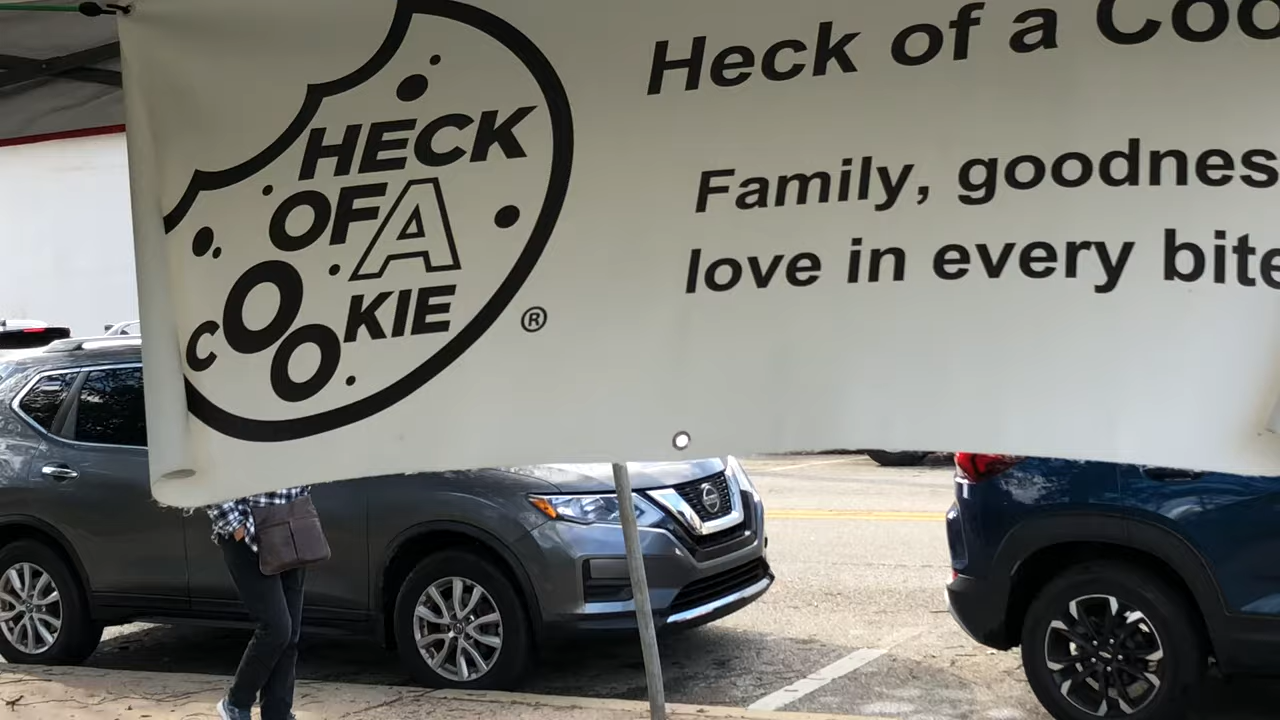 HECK
OF A
COOKIE
®
Heck of a Coo
Family, goodnes
love in every bite